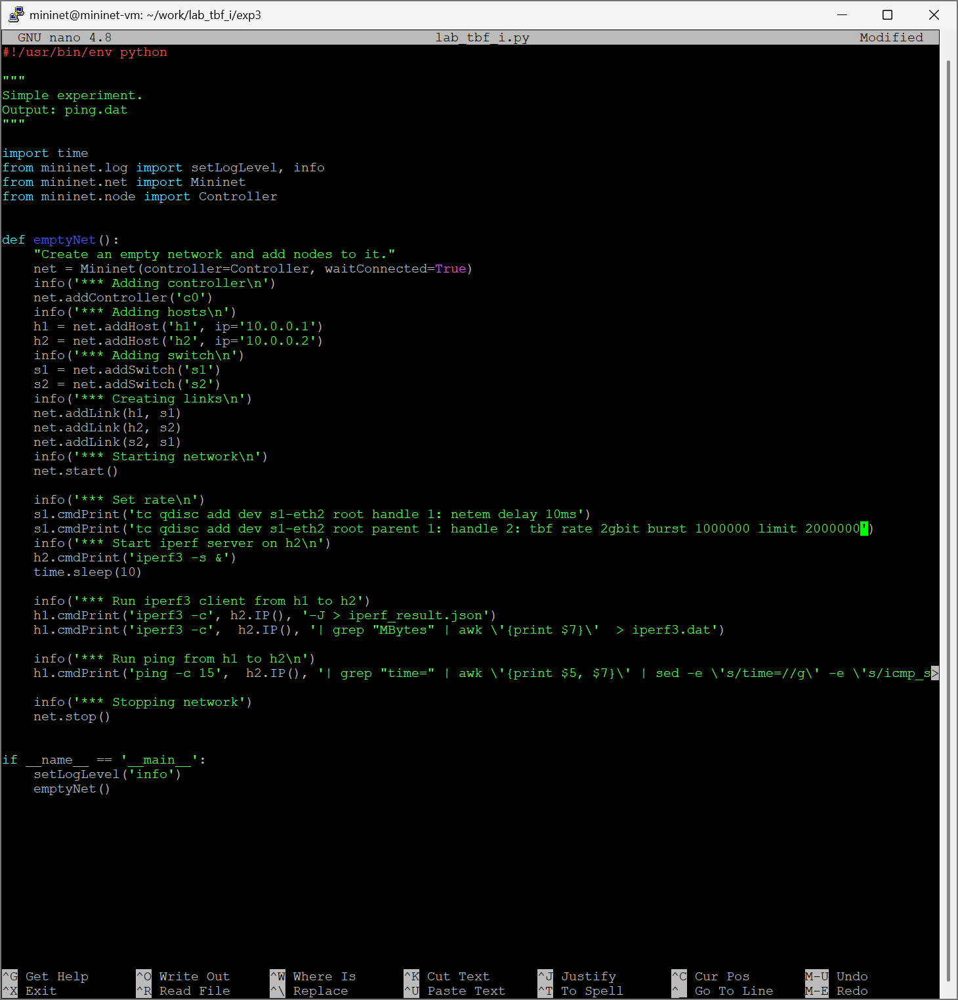 mininet@mininet-vm: ~/work/lab_tbf_i/exp3
GNU nano 4.8 lab_tbf_i.py Modified
#!/usr/bin/env python
"""
Simple experiment.
Output: ping.dat
"""
import time
from mininet.log import setLogLevel, info
from mininet.net import Mininet
from mininet.node import Controller
def emptyNet():
    "Create an empty network and add nodes to it."
    net = Mininet(controller=Controller, waitConnected=True)
    info('*** Adding controller\n')
    net.addController('c0')
    info('*** Adding hosts\n')
    h1 = net.addHost('h1', ip='10.0.0.1')
    h2 = net.addHost('h2', ip='10.0.0.2')
    info('*** Adding switch\n')
    s1 = net.addSwitch('s1')
    s2 = net.addSwitch('s2')
    info('*** Creating links\n')
    net.addLink(h1, s1)
    net.addLink(h2, s2)
    net.addLink(s2, s1)
    info('*** Starting network\n')
    net.start()
    info('*** Set rate\n')
    s1.cmdPrint('tc qdisc add dev s1-eth2 root handle 1: netem delay 10ms')
    s1.cmdPrint('tc qdisc add dev s1-eth2 root parent 1: handle 2: tbf rate 2gbit burst 1000000 limit 2000000')
    info('*** Start iperf server on h2\n')
    h2.cmdPrint('iperf3 -s &')
    time.sleep(10)
    info('*** Run iperf3 client from h1 to h2')
    h1.cmdPrint('iperf3 -c', h2.IP(), '-J > iperf_result.json')
    h1.cmdPrint('iperf3 -c',  h2.IP(), '| grep "MBytes" | awk \'{print $7}\'  > iperf3.dat')
    info('*** Run ping from h1 to h2\n')
    h1.cmdPrint('ping -c 15',  h2.IP(), '| grep "time=" | awk \'{print $5, $7}\' | sed -e \'s/time=//g\' -e \'s/icmp_s>
    info('*** Stopping network')
    net.stop()
if __name__ == '__main__':
    setLogLevel('info')
    emptyNet()
^G Get Help ^O Write Out ^W Where Is ^K Cut Text ^J Justify ^C Cur Pos M-U Undo
^X Exit ^R Read File ^\ Replace ^U Paste Text ^T To Spell ^_ Go To Line M-E Redo